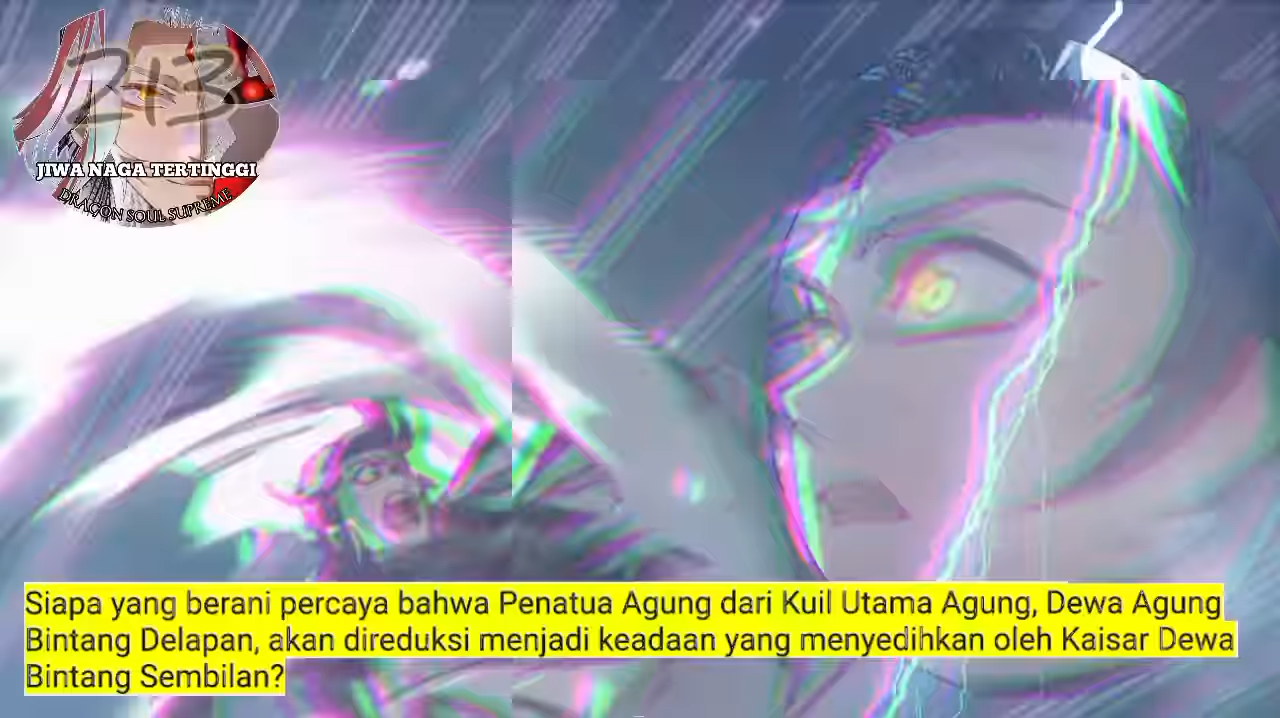 213
JIWA NAGA TERTINGGI
DRAGON SOUL SUPREME
Siapa yang berani percaya bahwa Penatua Agung dari Kuil Utama Agung, Dewa Agung
Bintang Delapan, akan direduksi menjadi keadaan yang menyedihkan oleh Kaisar Dewa
Bintang Sembilan?